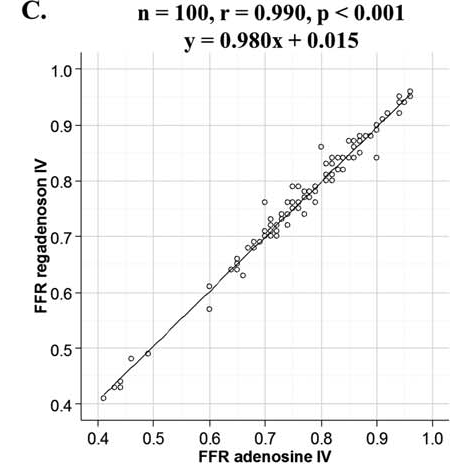 C.
n = 100, r = 0.990, p < 0.001
y = 0.980x + 0.015
FFR regadenoson IV
1.0
0.9
0.8
0.7
0.6
0.5
0.4
0.4 0.5 0.6 0.7 0.8 0.9 1.0
FFR adenosine IV